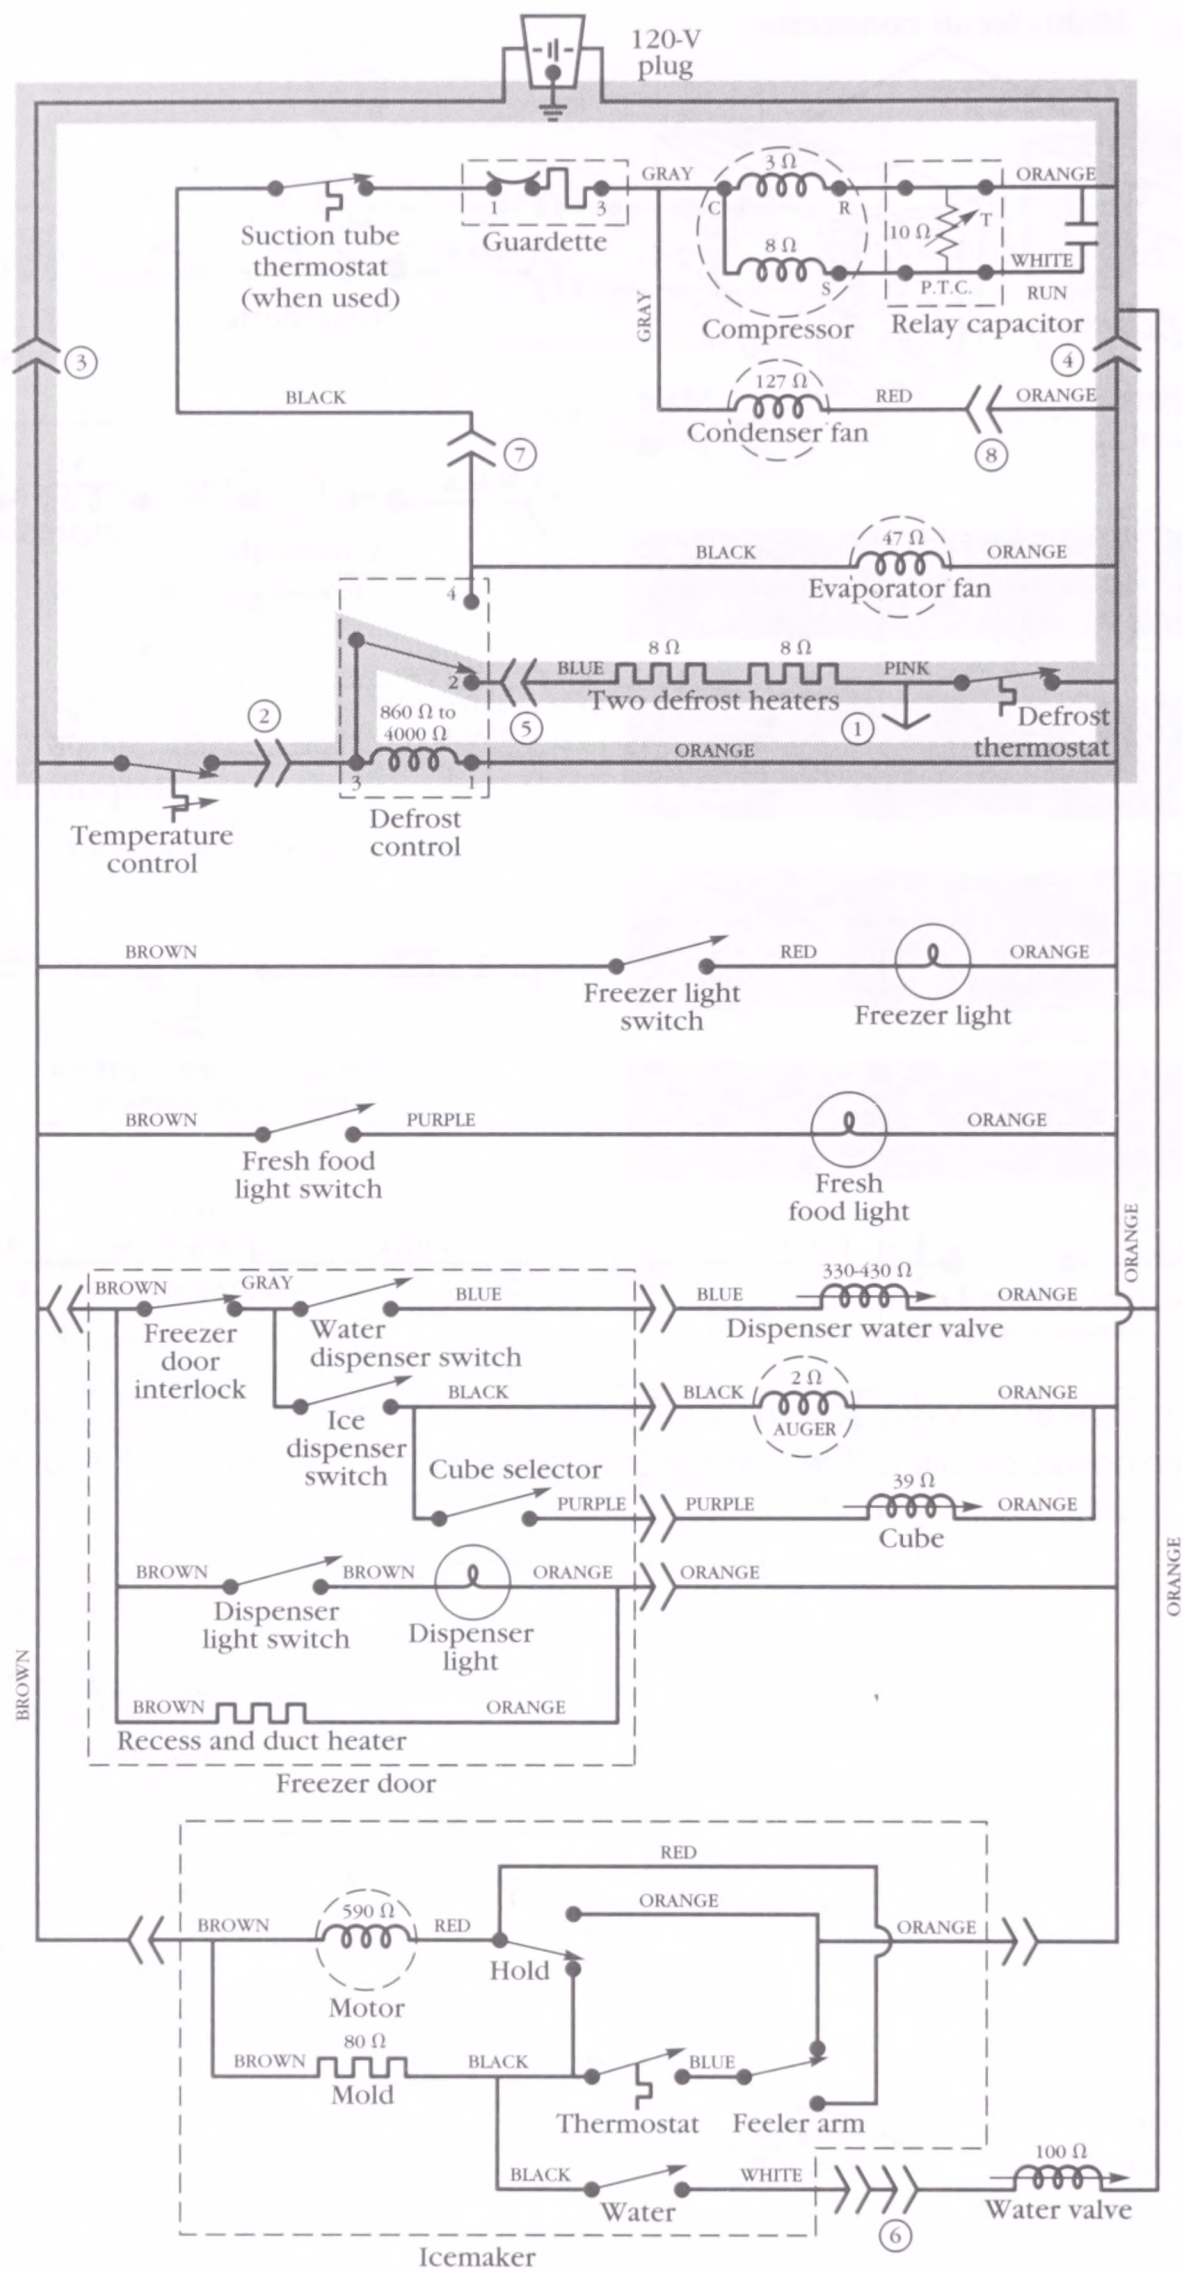 120-V
plug
GRAY
3 Ω
ORANGE
C
R
1
3
Suction tube
thermostat
(when used)
Guardette
10 Ω
T
8 Ω
S
P.T.C.
WHITE
RUN
GRAY
Compressor
Relay capacitor
3
4
127 Ω
BLACK
RED
ORANGE
Condenser fan
7
8
47 Ω
BLACK
ORANGE
Evaporator fan
4
8 Ω
8 Ω
BLUE
PINK
2
Two defrost heaters
2
5
1
Defrost
thermostat
860 Ω to
4000 Ω
ORANGE
3
1
Temperature
control
Defrost
control
BROWN
RED
ORANGE
Freezer light
switch
Freezer light
BROWN
PURPLE
ORANGE
Fresh food
light switch
Fresh
food light
ORANGE
BROWN
GRAY
BLUE
BLUE
330-430 Ω
ORANGE
Freezer
door
interlock
Water
dispenser switch
Dispenser water valve
BLACK
BLACK
2 Ω
ORANGE
AUGER
Ice
dispenser
switch
Cube selector
PURPLE
PURPLE
39 Ω
ORANGE
Cube
BROWN
BROWN
ORANGE
ORANGE
ORANGE
Dispenser
light switch
Dispenser
light
BROWN
BROWN
ORANGE
Recess and duct heater
Freezer door
RED
ORANGE
BROWN
590 Ω
RED
ORANGE
Hold
Motor
80 Ω
BROWN
BLACK
BLUE
Mold
Thermostat
Feeler arm
100 Ω
BLACK
WHITE
Water
Water valve
6
Icemaker